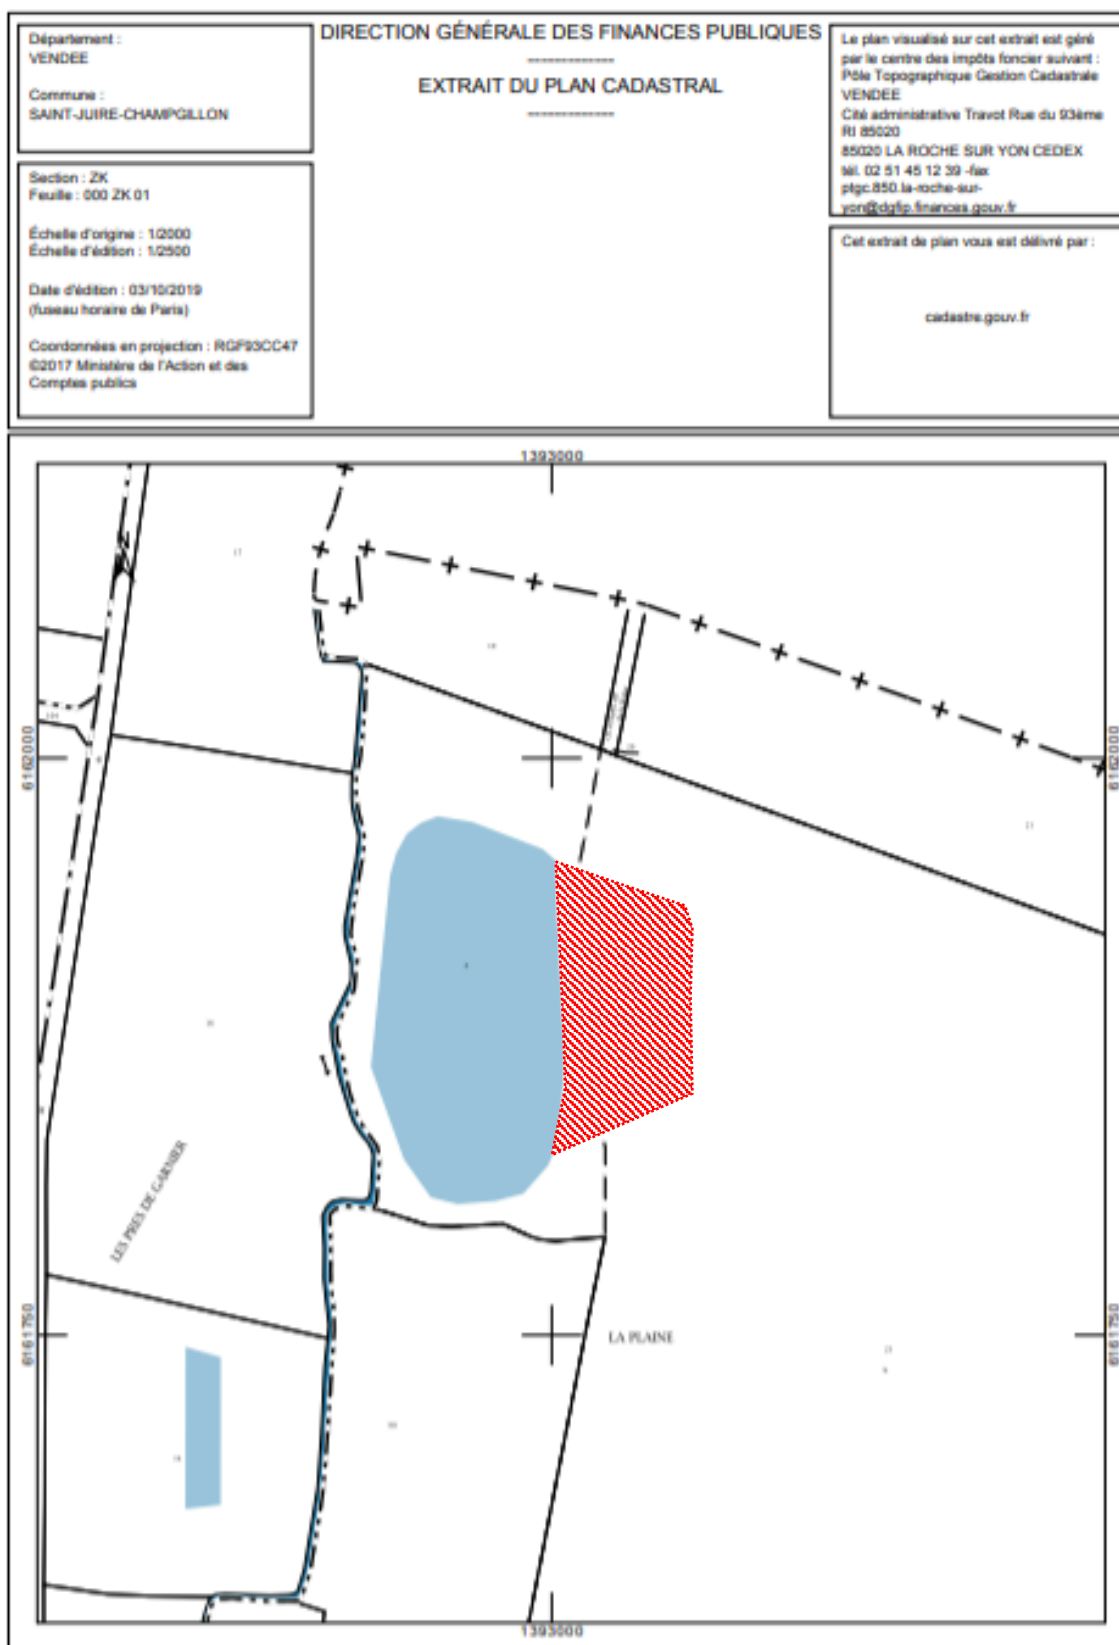 Département :
VENDEE
Commune :
SAINT-JUIRE-CHAMPGILLON
Section : ZK
Feuille : 000 ZK 01
Échelle d'origine : 1/2000
Échelle d'édition : 1/2500
Date d'édition : 03/10/2019
(fuseau horaire de Paris)
Coordonnées en projection : RGF93CC47
©2017 Ministère de l'Action et des
Comptes publics
DIRECTION GÉNÉRALE DES FINANCES PUBLIQUES
-------------
EXTRAIT DU PLAN CADASTRAL
-------------
Le plan visualisé sur cet extrait est géré
par le centre des impôts foncier suivant :
Pôle Topographique Gestion Cadastrale
VENDEE
Cité administrative Travot Rue du 93ème
RI 85020
85020 LA ROCHE SUR YON CEDEX
tél. 02 51 45 12 39 -fax
ptgc.850.la-roche-sur-
yon@dgfip.finances.gouv.fr
Cet extrait de plan vous est délivré par :
cadastre.gouv.fr
1393000
6162000
6162000
LES PRES DE GARNIER
6161750
LA PLAINE
6161750
1393000